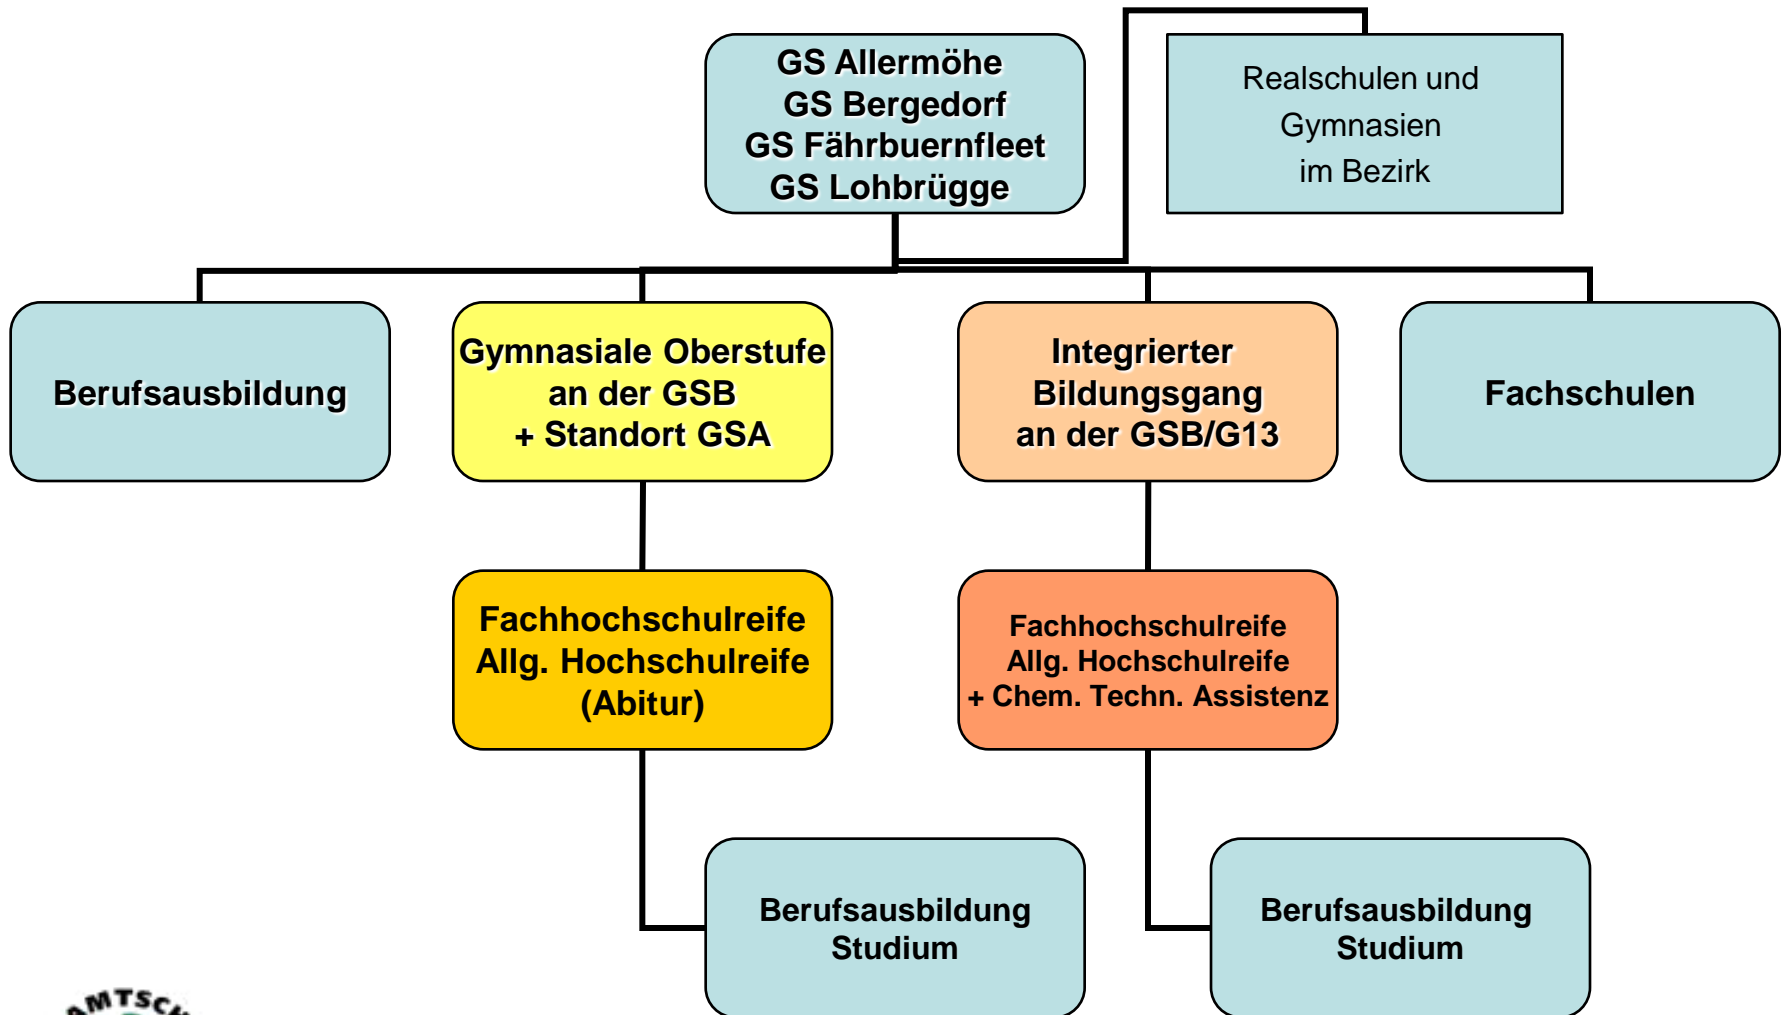 GS Allermöhe
GS Bergedorf
GS Fährbuernfleet
GS Lohbrügge
Realschulen und
Gymnasien
im Bezirk
Berufsausbildung
Gymnasiale Oberstufe
an der GSB
+ Standort GSA
Integrierter
Bildungsgang
an der GSB/G13
Fachschulen
Fachhochschulreife
Allg. Hochschulreife
(Abitur)
Fachhochschulreife
Allg. Hochschulreife
+ Chem. Techn. Assistenz
Berufsausbildung
Studium
Berufsausbildung
Studium